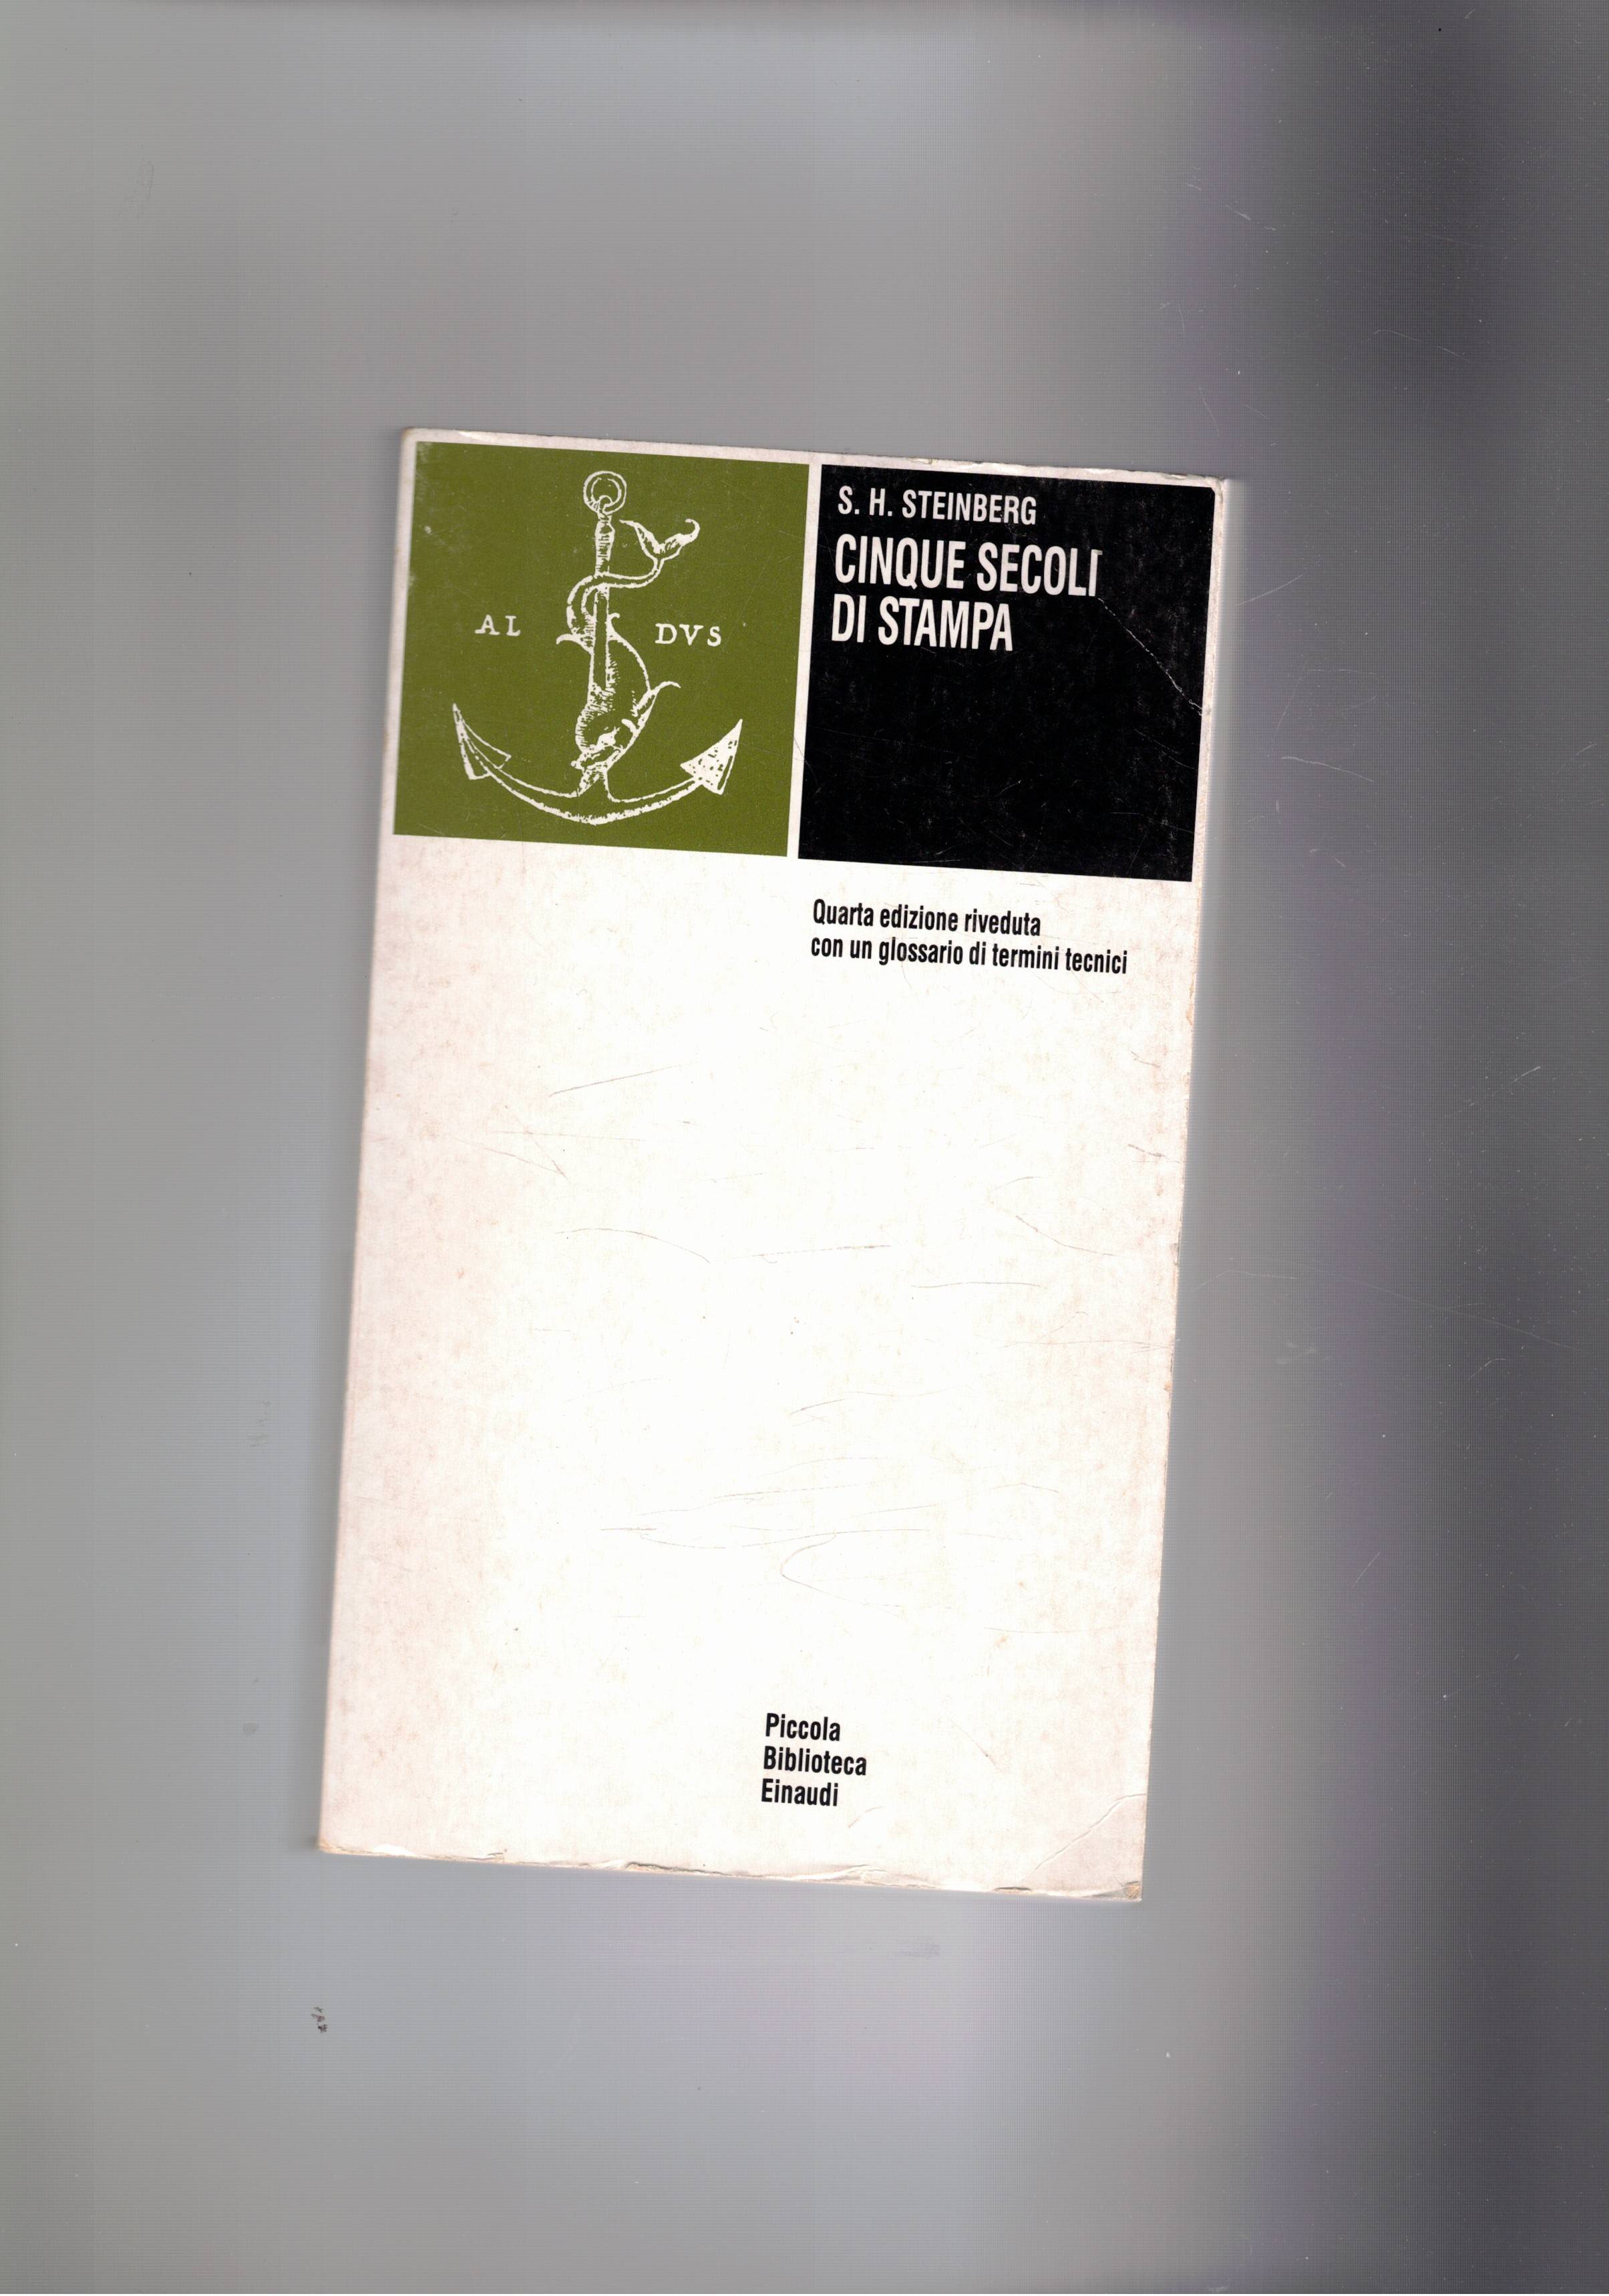 AL DVS
S. H. STEINBERG
CINQUE SECOLI
DI STAMPA
Quarta edizione riveduta
con un glossario di termini tecnici
Piccola
Biblioteca
Einaudi